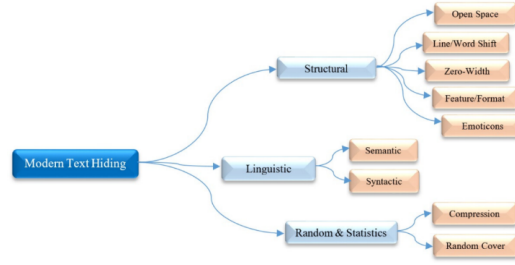 Modern Text Hiding
Structural
Open Space
Line/Word Shift
Zero-Width
Feature/Format
Emoticons
Linguistic
Semantic
Syntactic
Random & Statistics
Compression
Random Cover